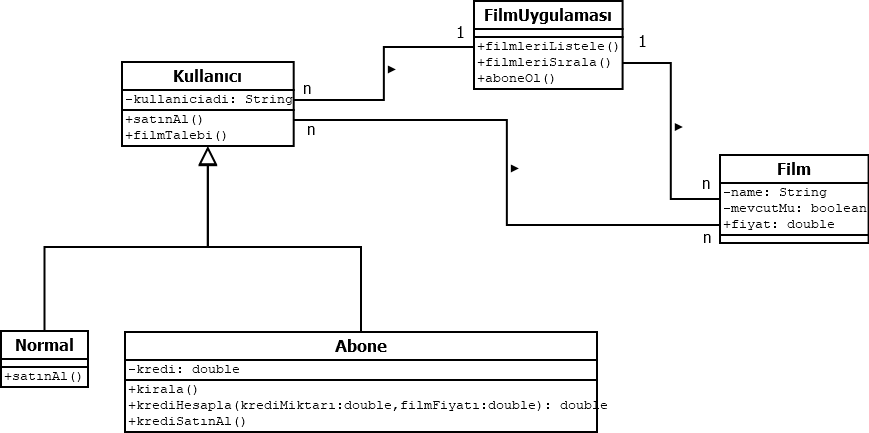 FilmUygulaması
+filmleriListele()
+filmleriSırala()
+aboneOl()
1
1
Kullanıcı
-kullaniciadi: String
+satınAl()
+filmTalebi()
n
n
Film
-name: String
-mevcutMu: boolean
+fiyat: double
n
n
Normal
+satınAl()
Abone
-kredi: double
+kirala()
+krediHesapla(krediMiktarı:double,filmFiyatı:double): double
+krediSatınAl()